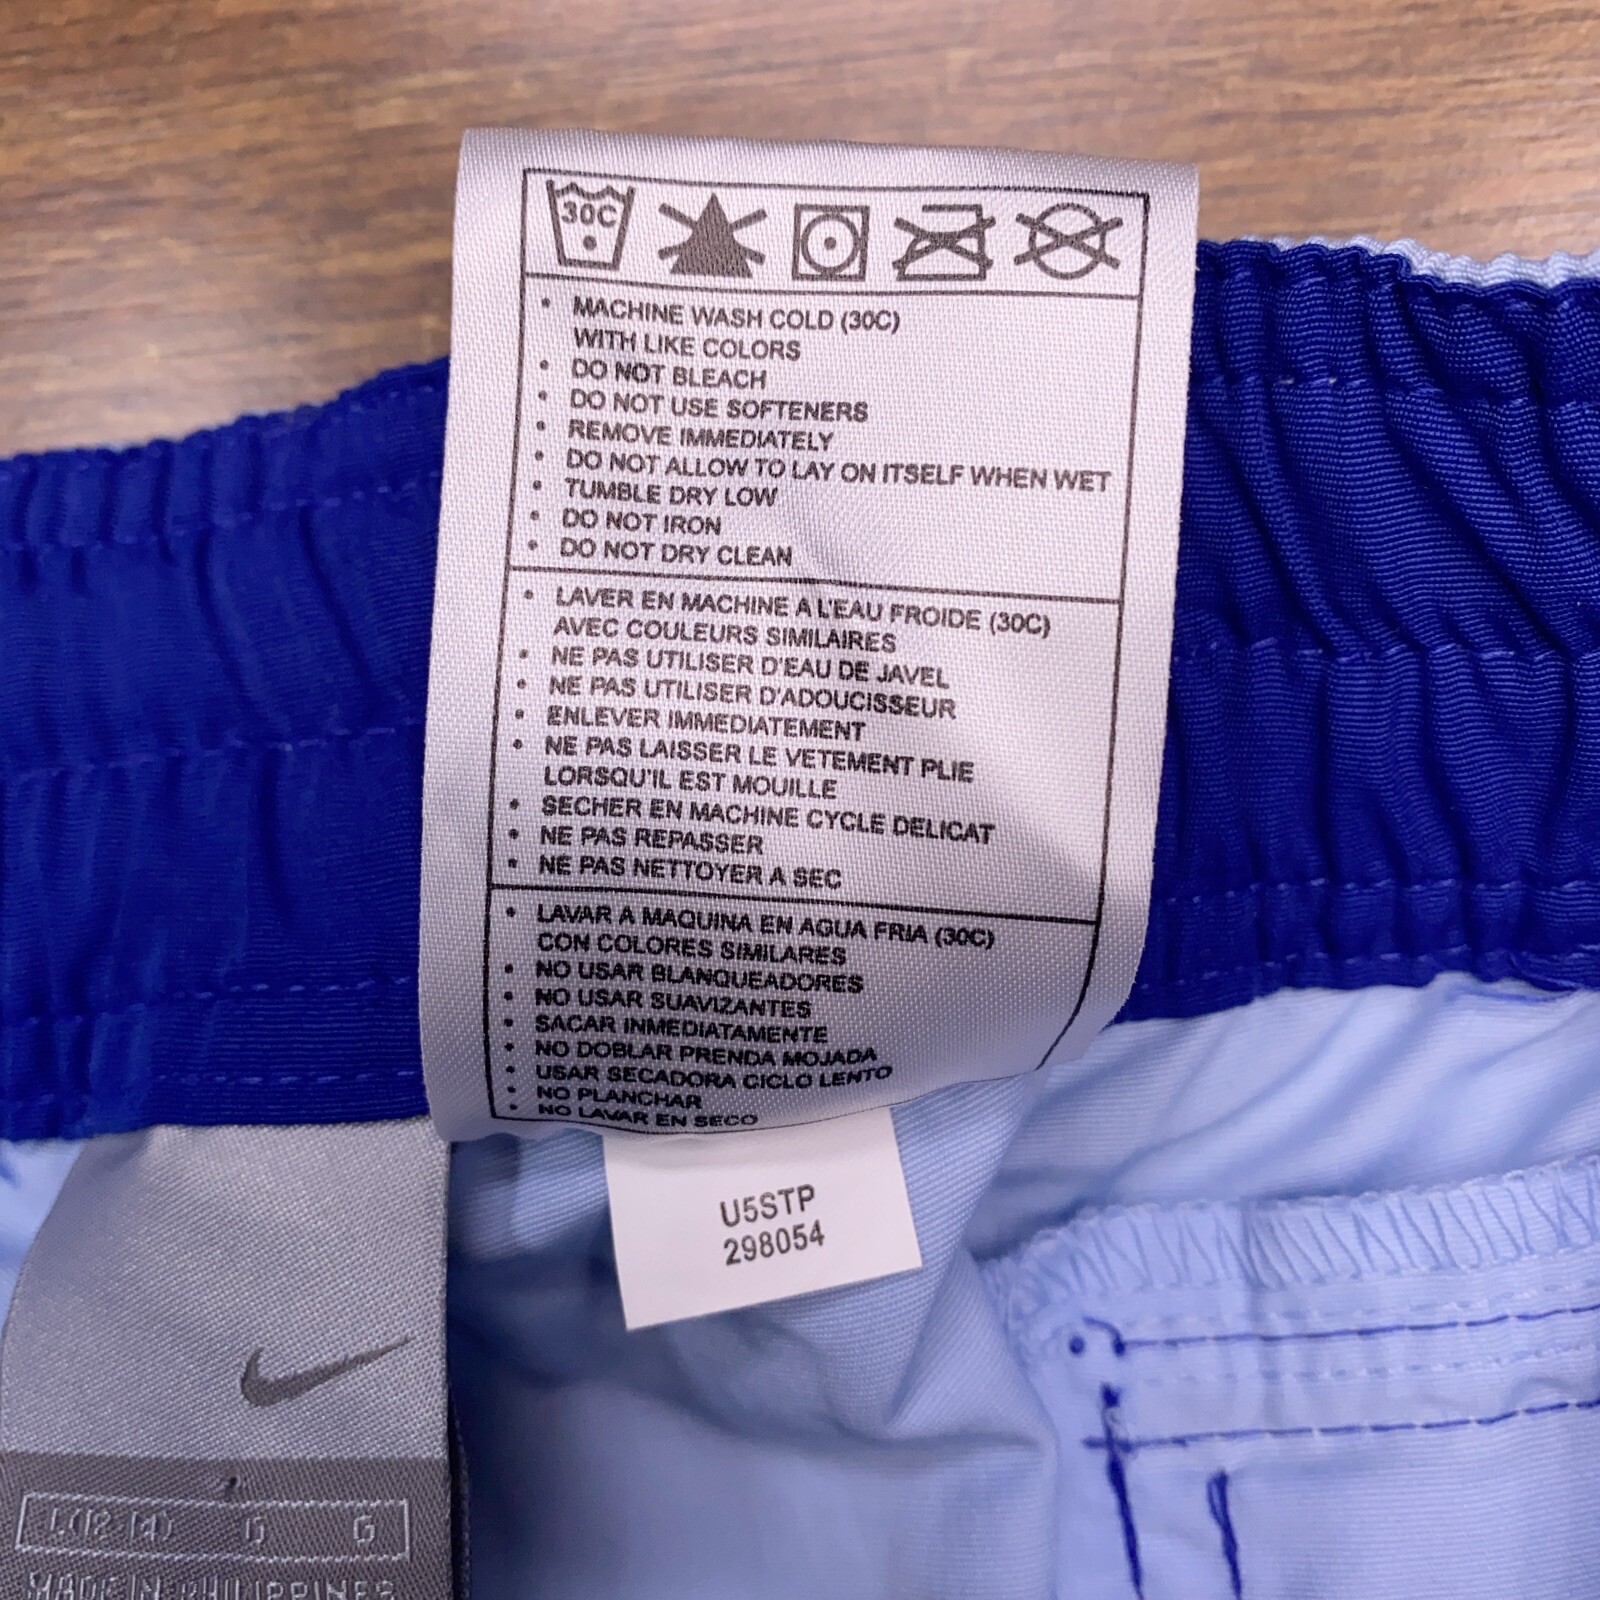 30C
• MACHINE WASH COLD (30C)
WITH LIKE COLORS
• DO NOT BLEACH
• DO NOT USE SOFTENERS
• REMOVE IMMEDIATELY
• DO NOT ALLOW TO LAY ON ITSELF WHEN WET
• TUMBLE DRY LOW
• DO NOT IRON
• DO NOT DRY CLEAN
• LAVER EN MACHINE A L'EAU FROIDE (30C)
AVEC COULEURS SIMILAIRES
• NE PAS UTILISER D'EAU DE JAVEL
• NE PAS UTILISER D'ADOUCISSEUR
• ENLEVER IMMEDIATEMENT
• NE PAS LAISSER LE VETEMENT PLIE
LORSQU'IL EST MOUILLE
• SECHER EN MACHINE CYCLE DELICAT
• NE PAS REPASSER
• NE PAS NETTOYER A SEC
• LAVAR A MAQUINA EN AGUA FRIA (30C)
CON COLORES SIMILARES
• NO USAR BLANQUEADORES
• NO USAR SUAVIZANTES
• SACAR INMEDIATAMENTE
• NO DOBLAR PRENDA MOJADA
• USAR SECADORA CICLO LENTO
• NO PLANCHAR
• NO LAVAR EN SECO
U5STP
298054
L(12-14) G G
MADE IN PHILIPPINES